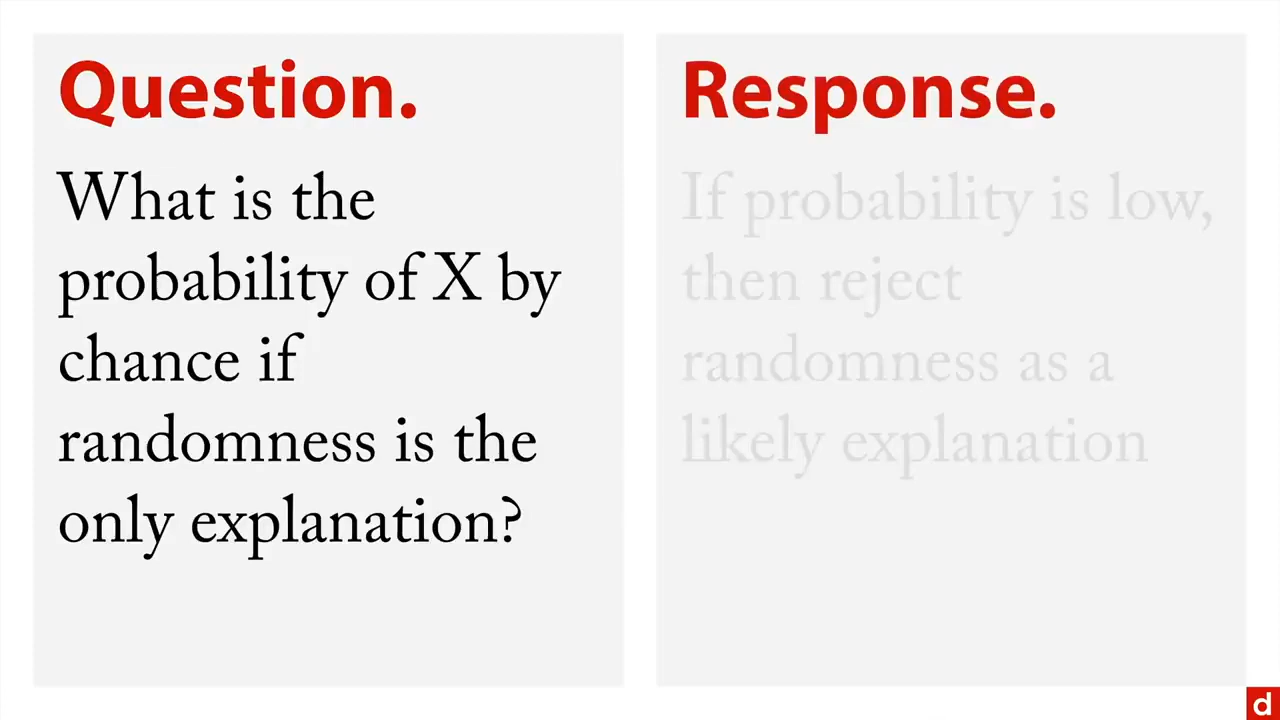 Question.
What is the
probability of X by
chance if
randomness is the
only explanation?
Response.
If probability is low,
then reject
randomness as a
likely explanation
d